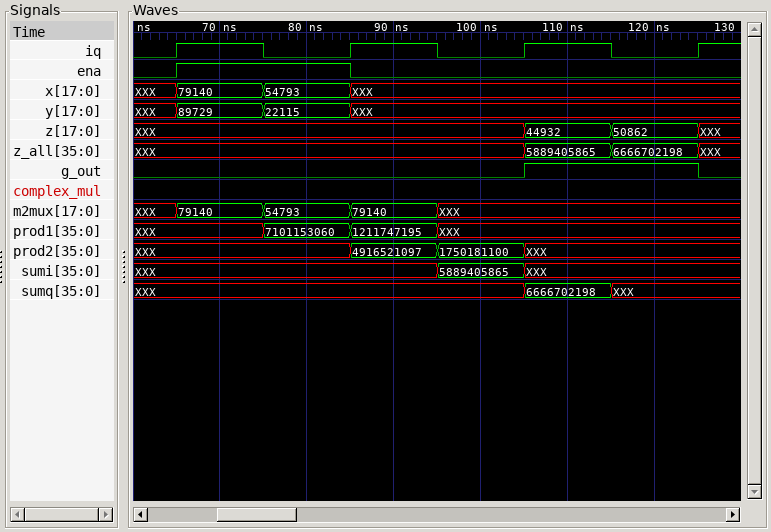 Signals
Waves
Time
ns 70 ns 80 ns 90 ns 100 ns 110 ns 120 ns 130
iq
ena
x[17:0] XXX 79140 54793 XXX
y[17:0] XXX 89729 22115 XXX
z[17:0] XXX 44932 50862 XXX
z_all[35:0] XXX 5889405865 6666702198 XXX
g_out
complex_mul
m2mux[17:0] XXX 79140 54793 79140 XXX
prod1[35:0] XXX 7101153060 1211747195 XXX
prod2[35:0] XXX 4916521097 1750181100 XXX
sumi[35:0] XXX 5889405865 XXX
sumq[35:0] XXX 6666702198 XXX